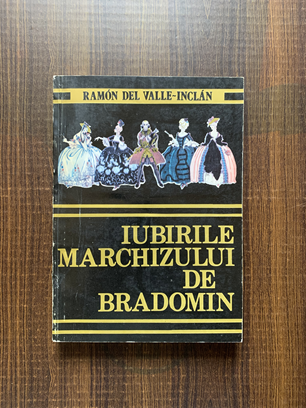 RAMÓN DEL VALLE-INCLÁN
IUBIRILE
MARCHIZULUI
DE
BRADOMIN